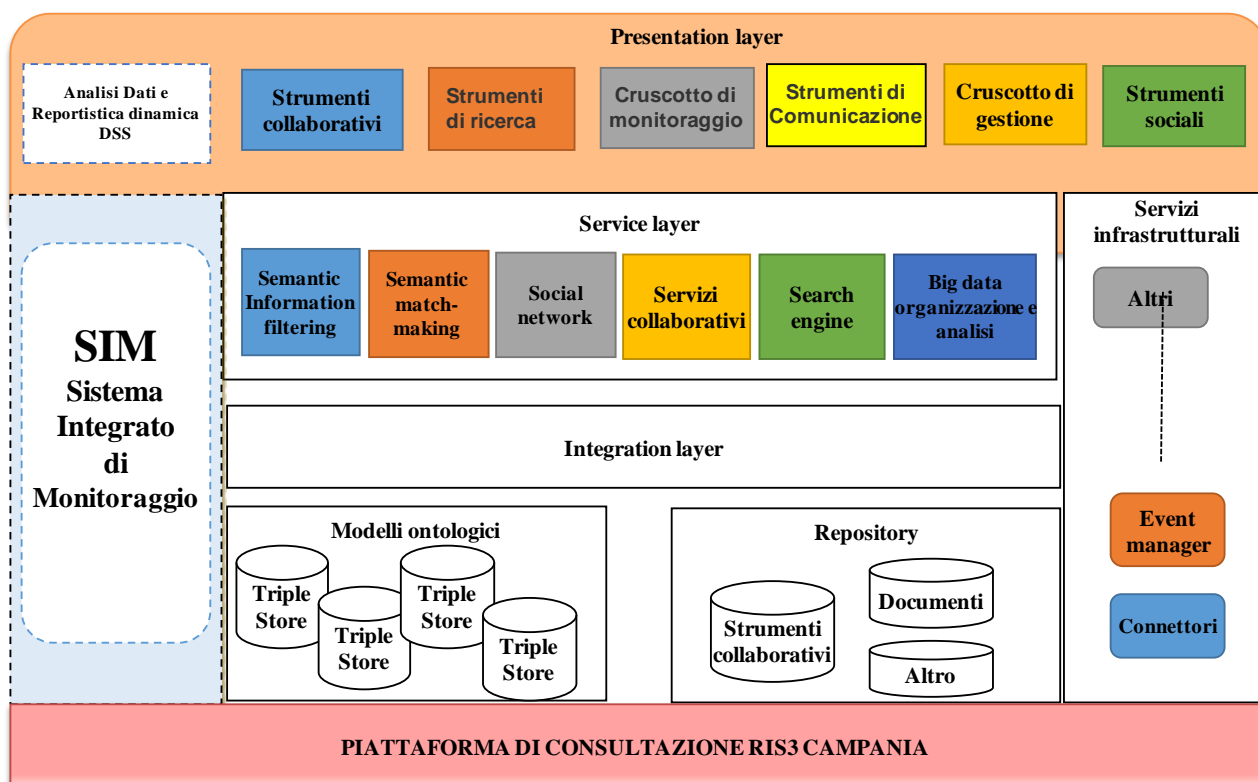 Presentation layer
Analisi Dati e
Reportistica dinamica
DSS
Strumenti
collaborativi
Strumenti
di ricerca
Cruscotto di
monitoraggio
Strumenti di
Comunicazione
Cruscotto di
gestione
Strumenti
sociali
SIM
Sistema
Integrato
di
Monitoraggio
Service layer
Semantic
Information
filtering
Semantic
match-
making
Social
network
Servizi
collaborativi
Search
engine
Big data
organizzazione e
analisi
Integration layer
Modelli ontologici
Triple
Store
Triple
Store
Triple
Store
Triple
Store
Repository
Strumenti
collaborativi
Documenti
Altro
Servizi
infrastrutturali
Altri
Event
manager
Connettori
PIATTAFORMA DI CONSULTAZIONE RIS3 CAMPANIA